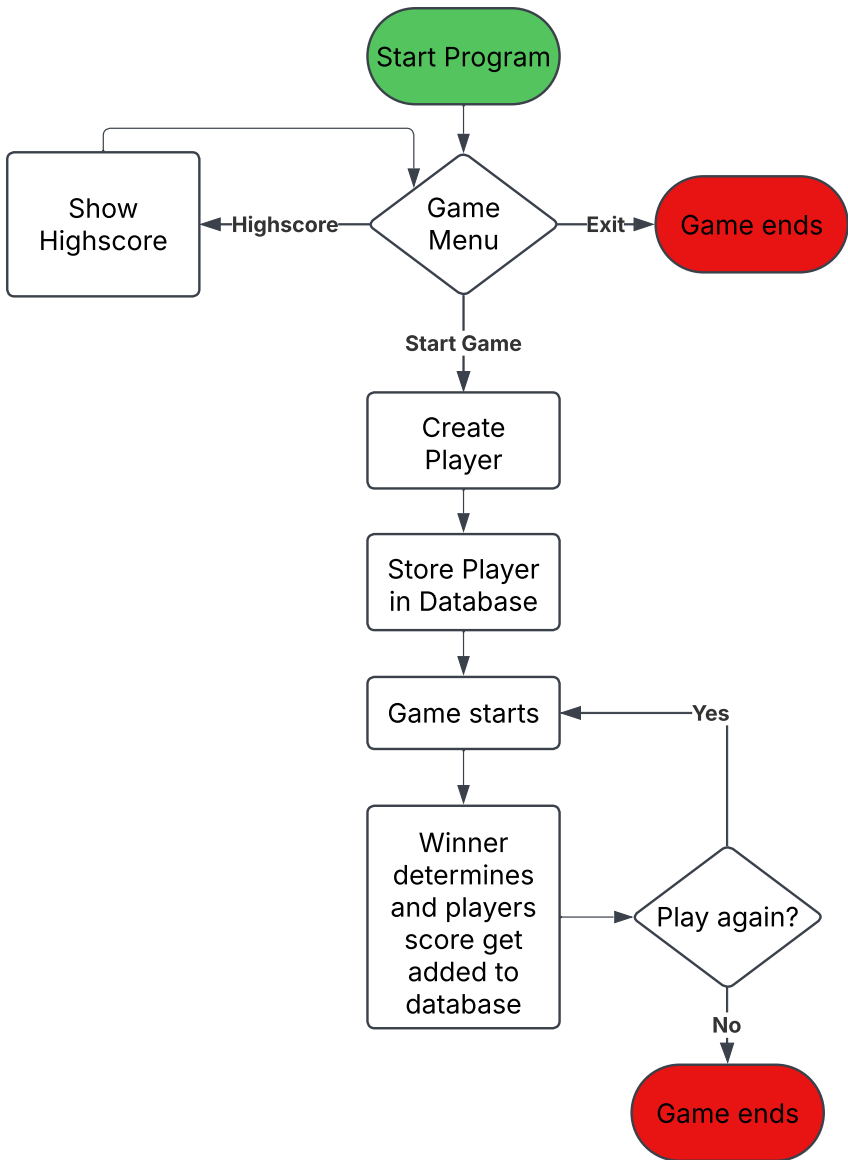 Start Program
Show
Highscore
Highscore
Game
Menu
Exit
Game ends
Start Game
Create
Player
Store Player
in Database
Game starts
Yes
Winner
determines
and players
score get
added to
database
Play again?
No
Game ends